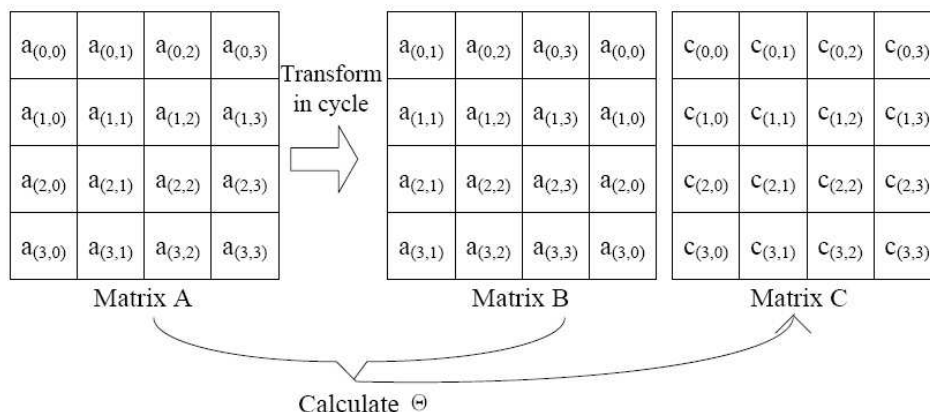 a(0,0) a(0,1) a(0,2) a(0,3) a(0,1) a(0,2) a(0,3) a(0,0) c(0,0) c(0,1) c(0,2) c(0,3)
Transform
in cycle
a(1,0) a(1,1) a(1,2) a(1,3) a(1,1) a(1,2) a(1,3) a(1,0) c(1,0) c(1,1) c(1,2) c(1,3)
a(2,0) a(2,1) a(2,2) a(2,3) a(2,1) a(2,2) a(2,3) a(2,0) c(2,0) c(2,1) c(2,2) c(2,3)
a(3,0) a(3,1) a(3,2) a(3,3) a(3,1) a(3,2) a(3,3) a(3,0) c(3,0) c(3,1) c(3,2) c(3,3)
Matrix A Matrix B Matrix C
Calculate Θ